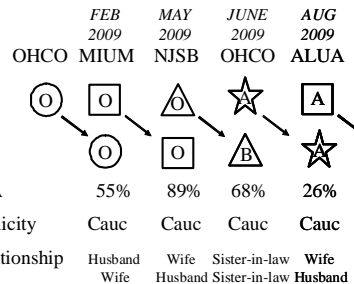 FEB MAY JUNE AUG
2009 2009 2009 2009
OHCO MIUM NJSB OHCO ALUA
O O O A A
O O B A
55% 89% 68% 26%
Cauc Cauc Cauc Cauc
Husband Wife Sister-in-law Wife
Wife Husband Sister-in-law Husband